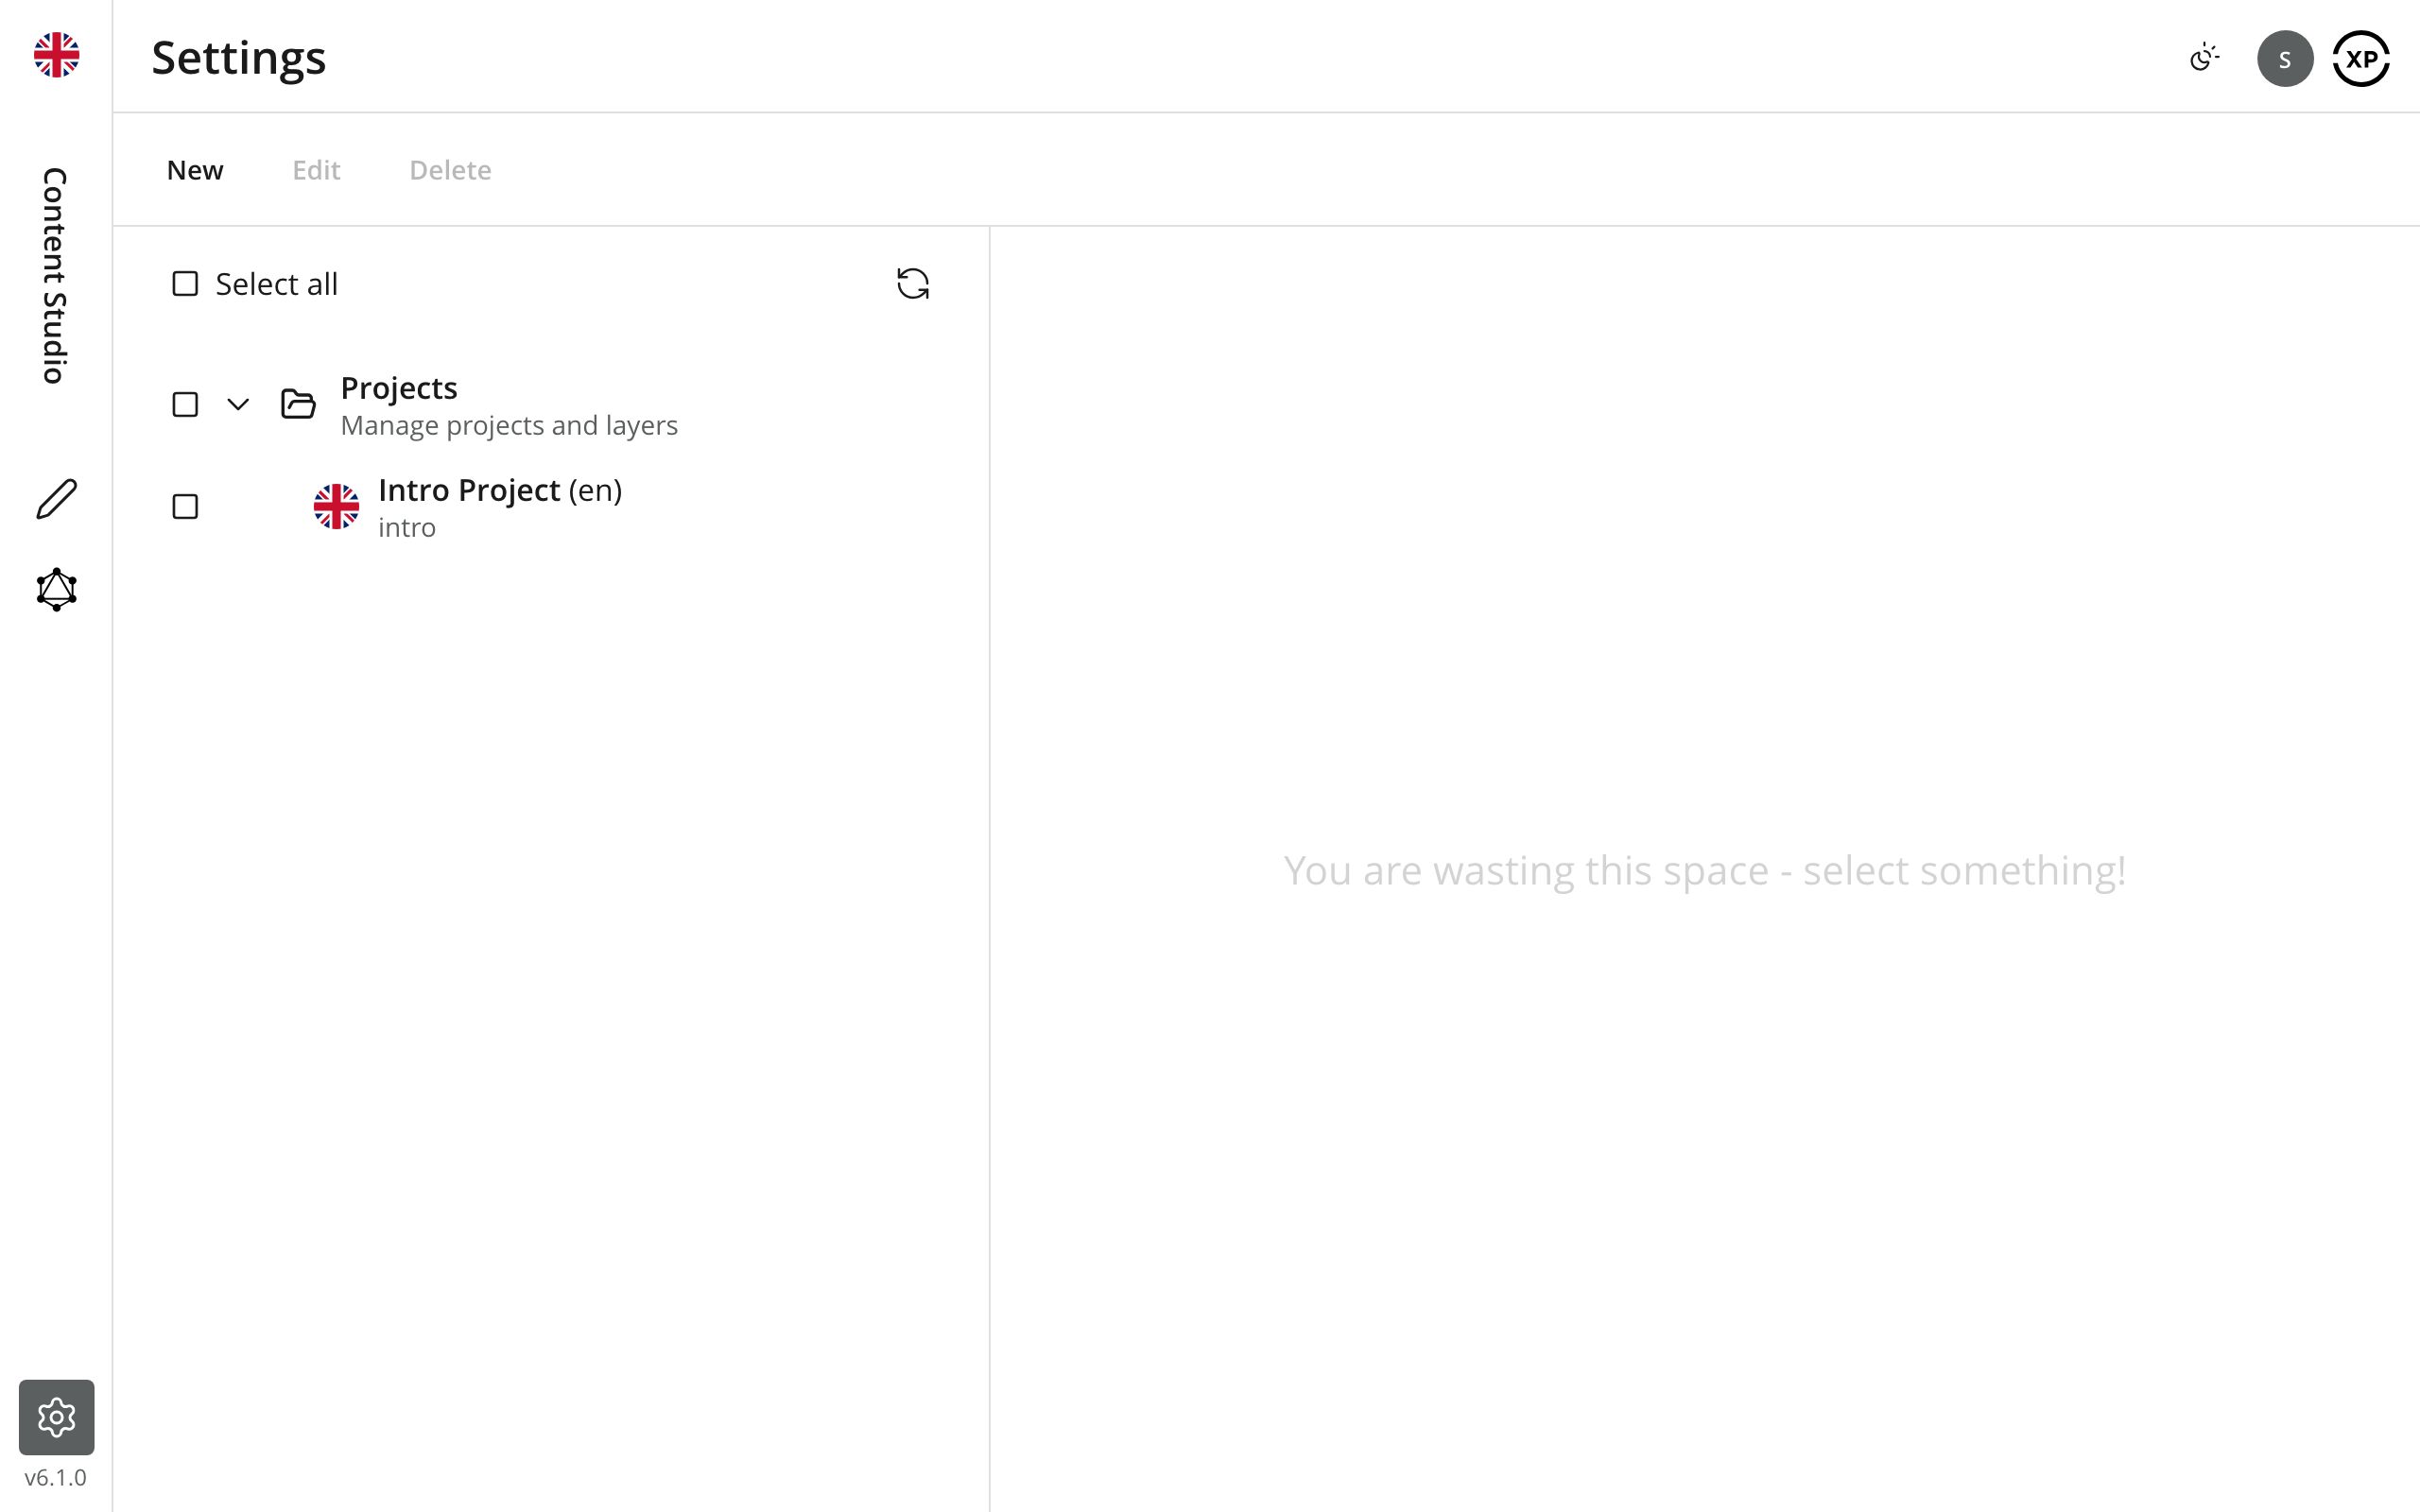 Settings
S
XP
Content Studio
New Edit Delete
Select all
Projects
Manage projects and layers
Intro Project (en)
intro
You are wasting this space - select something!
v6.1.0